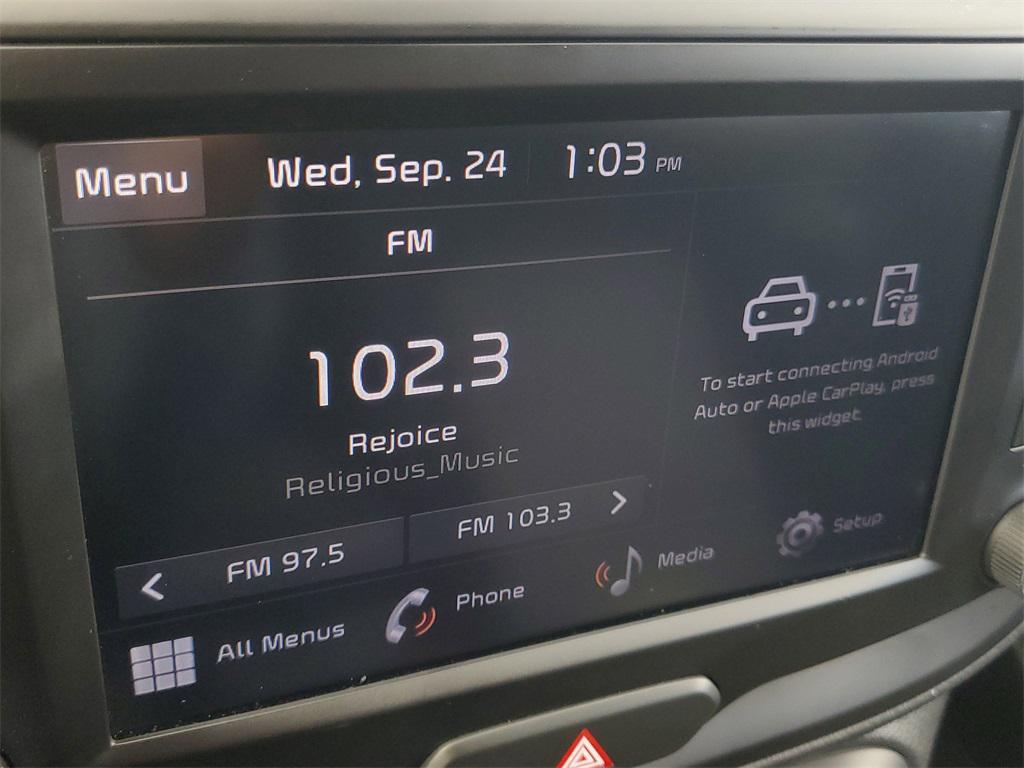 Menu
Wed, Sep. 24
1:03 PM
FM
102.3
Rejoice
Religious_Music
To start connecting Android
Auto or Apple CarPlay, press
this widget.
FM 97.5
FM 103.3
All Menus
Phone
Media
Setup